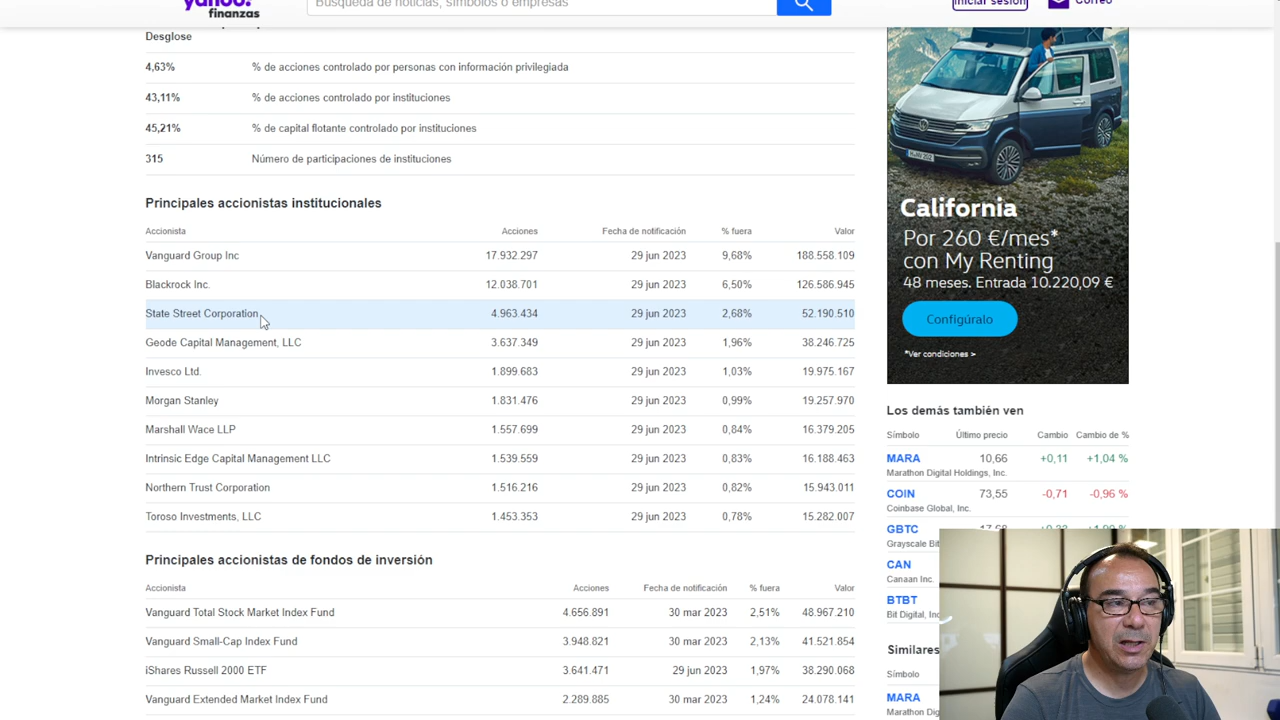 yahoo!
finanzas
Búsqueda de noticias, símbolos o empresas
Iniciar sesión
Correo
Desglose
4,63% % de acciones controlado por personas con información privilegiada
43,11% % de acciones controlado por instituciones
45,21% % de capital flotante controlado por instituciones
315 Número de participaciones de instituciones
Principales accionistas institucionales
Accionista Acciones Fecha de notificación % fuera Valor
Vanguard Group Inc 17.932.297 29 jun 2023 9,68% 188.558.109
Blackrock Inc. 12.038.701 29 jun 2023 6,50% 126.586.945
State Street Corporation 4.963.434 29 jun 2023 2,68% 52.190.510
Geode Capital Management, LLC 3.637.349 29 jun 2023 1,96% 38.246.725
Invesco Ltd. 1.899.683 29 jun 2023 1,03% 19.975.167
Morgan Stanley 1.831.476 29 jun 2023 0,99% 19.257.970
Marshall Wace LLP 1.557.699 29 jun 2023 0,84% 16.379.205
Intrinsic Edge Capital Management LLC 1.539.559 29 jun 2023 0,83% 16.188.463
Northern Trust Corporation 1.516.216 29 jun 2023 0,82% 15.943.011
Toroso Investments, LLC 1.453.353 29 jun 2023 0,78% 15.282.007
Principales accionistas de fondos de inversión
Accionista Acciones Fecha de notificación % fuera Valor
Vanguard Total Stock Market Index Fund 4.656.891 30 mar 2023 2,51% 48.967.210
Vanguard Small-Cap Index Fund 3.948.821 30 mar 2023 2,13% 41.521.854
iShares Russell 2000 ETF 3.641.471 29 jun 2023 1,97% 38.290.068
Vanguard Extended Market Index Fund 2.289.885 30 mar 2023 1,24% 24.078.141
California
Por 260 €/mes*
con My Renting
48 meses. Entrada 10.220,09 €
Configúralo
*Ver condiciones >
Los demás también ven
Símbolo Último precio Cambio Cambio de %
MARA 10,66 +0,11 +1,04 %
Marathon Digital Holdings, Inc.
COIN 73,55 -0,71 -0,96 %
Coinbase Global, Inc.
GBTC
Grayscale Bit
CAN
Canaan Inc.
BTBT
Bit Digital, Inc
Similares
Símbolo
MARA
Marathon Dig